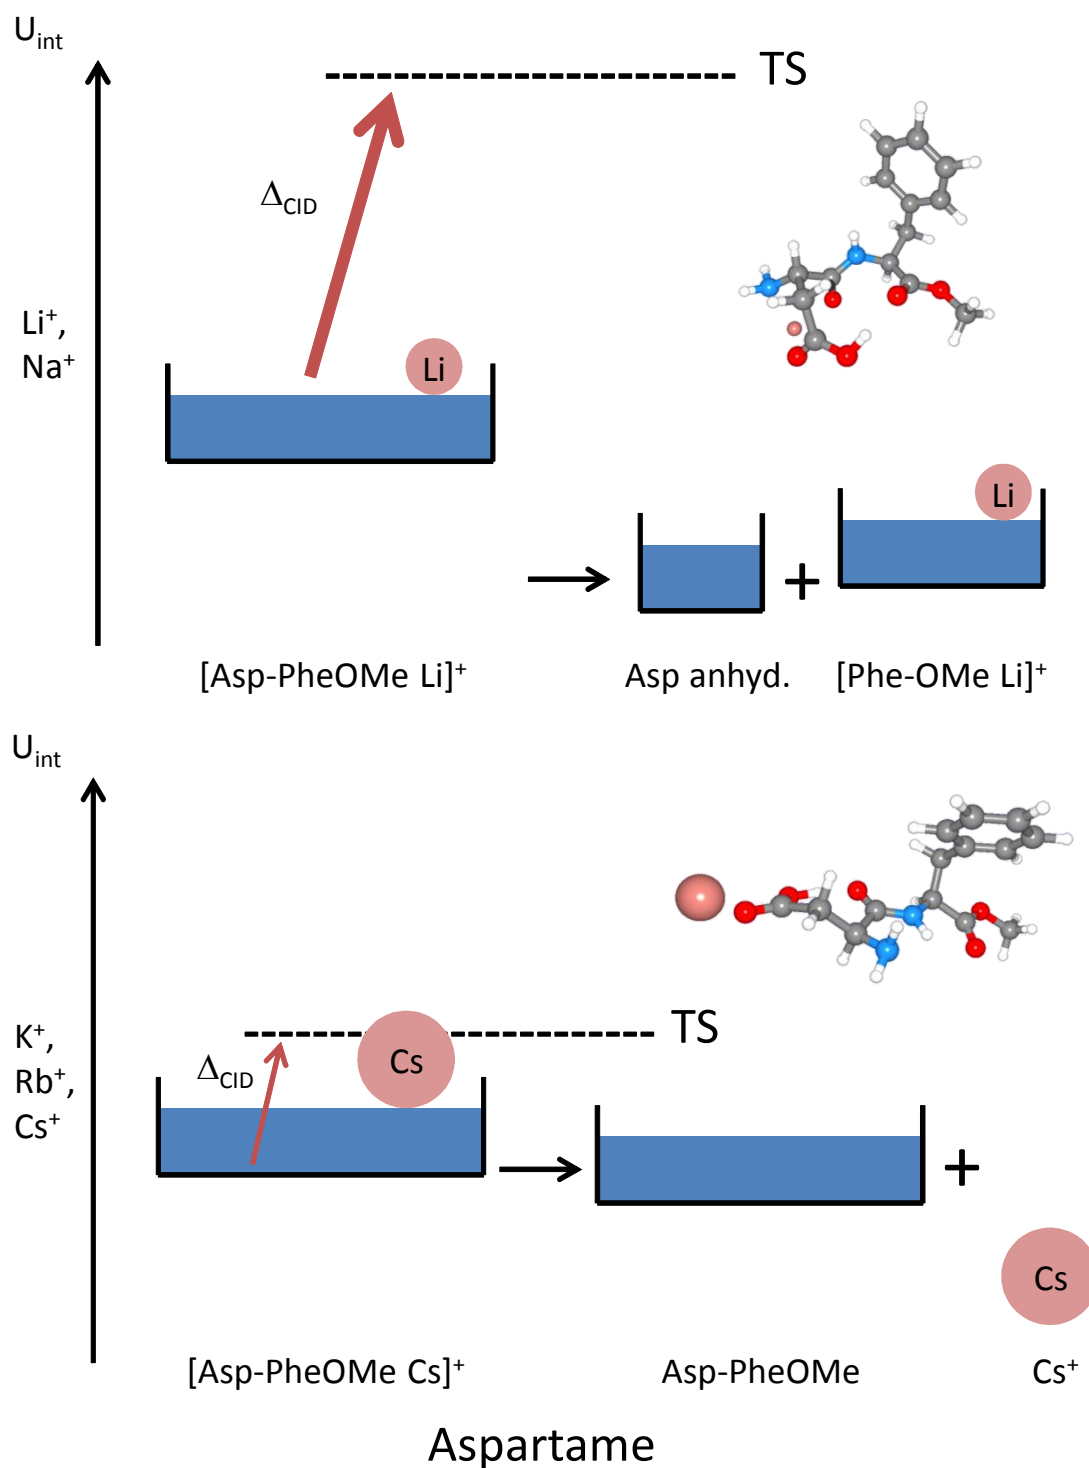 U_int
TS
Δ_CID
Li⁺,
Na⁺
Li
Li
+
[Asp-PheOMe Li]⁺ Asp anhyd. [Phe-OMe Li]⁺
U_int
TS
K⁺,
Rb⁺,
Cs⁺
Δ_CID
Cs
+
Cs
[Asp-PheOMe Cs]⁺ Asp-PheOMe Cs⁺
Aspartame